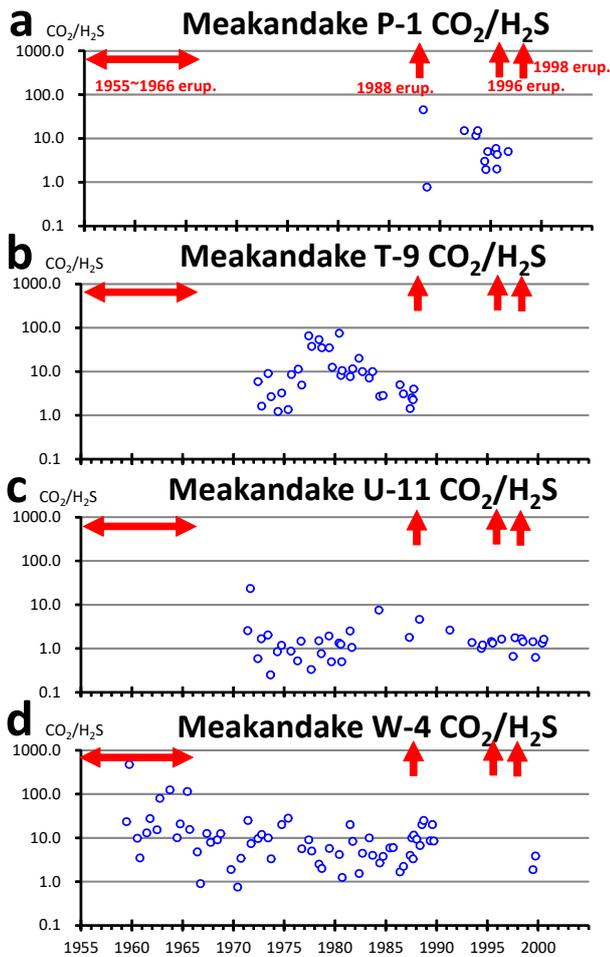 a CO2/H2S Meakandake P-1 CO2/H2S
1000.0
1998 erup.
1955~1966 erup. 1988 erup. 1996 erup.
100.0
10.0
1.0
0.1
b CO2/H2S Meakandake T-9 CO2/H2S
1000.0
100.0
10.0
1.0
0.1
c CO2/H2S Meakandake U-11 CO2/H2S
1000.0
100.0
10.0
1.0
0.1
d CO2/H2S Meakandake W-4 CO2/H2S
1000.0
100.0
10.0
1.0
0.1
1955 1960 1965 1970 1975 1980 1985 1990 1995 2000